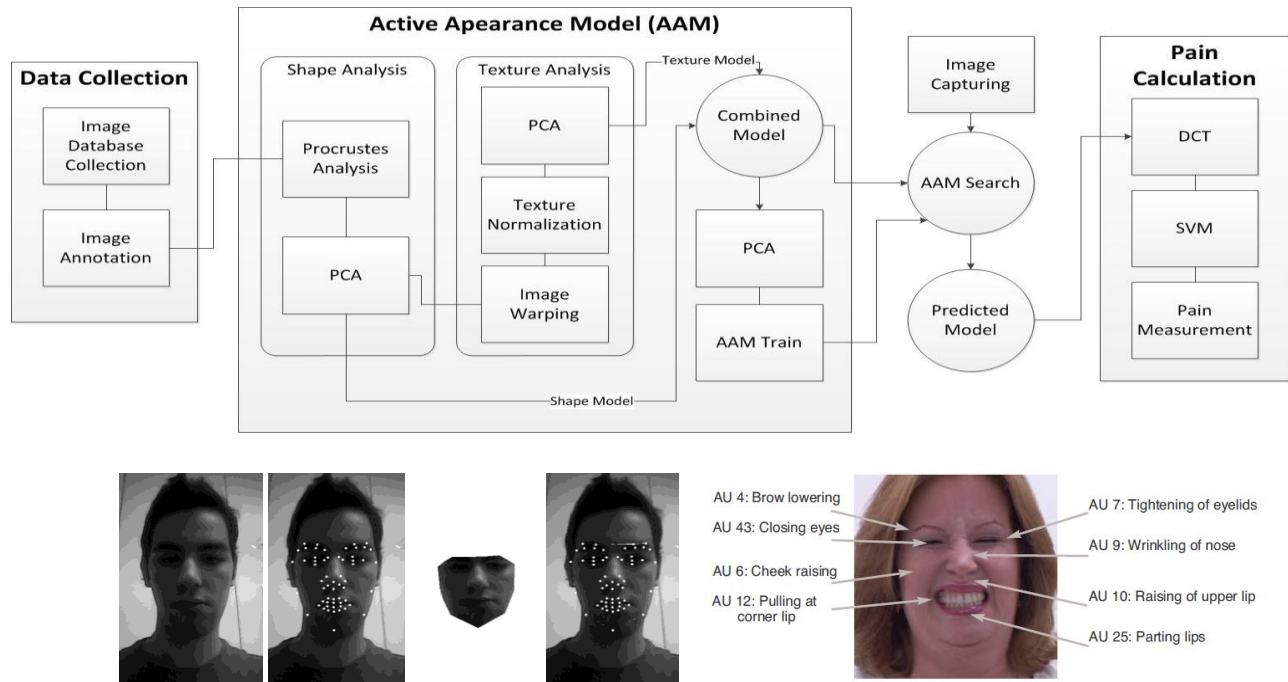 Active Apearance Model (AAM)
Data Collection
Image
Database
Collection
Image
Annotation
Shape Analysis
Procrustes
Analysis
PCA
Texture Analysis
PCA
Texture
Normalization
Image
Warping
Texture Model
Shape Model
Combined
Model
PCA
AAM Train
Image
Capturing
AAM Search
Predicted
Model
Pain
Calculation
DCT
SVM
Pain
Measurement
AU 4: Brow lowering
AU 43: Closing eyes
AU 6: Cheek raising
AU 12: Pulling at
corner lip
AU 7: Tightening of eyelids
AU 9: Wrinkling of nose
AU 10: Raising of upper lip
AU 25: Parting lips